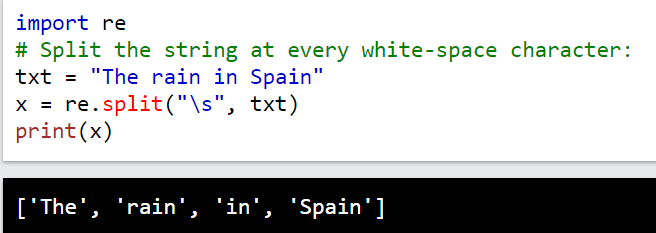 import re
# Split the string at every white-space character:
txt = "The rain in Spain"
x = re.split("\s", txt)
print(x)
['The', 'rain', 'in', 'Spain']